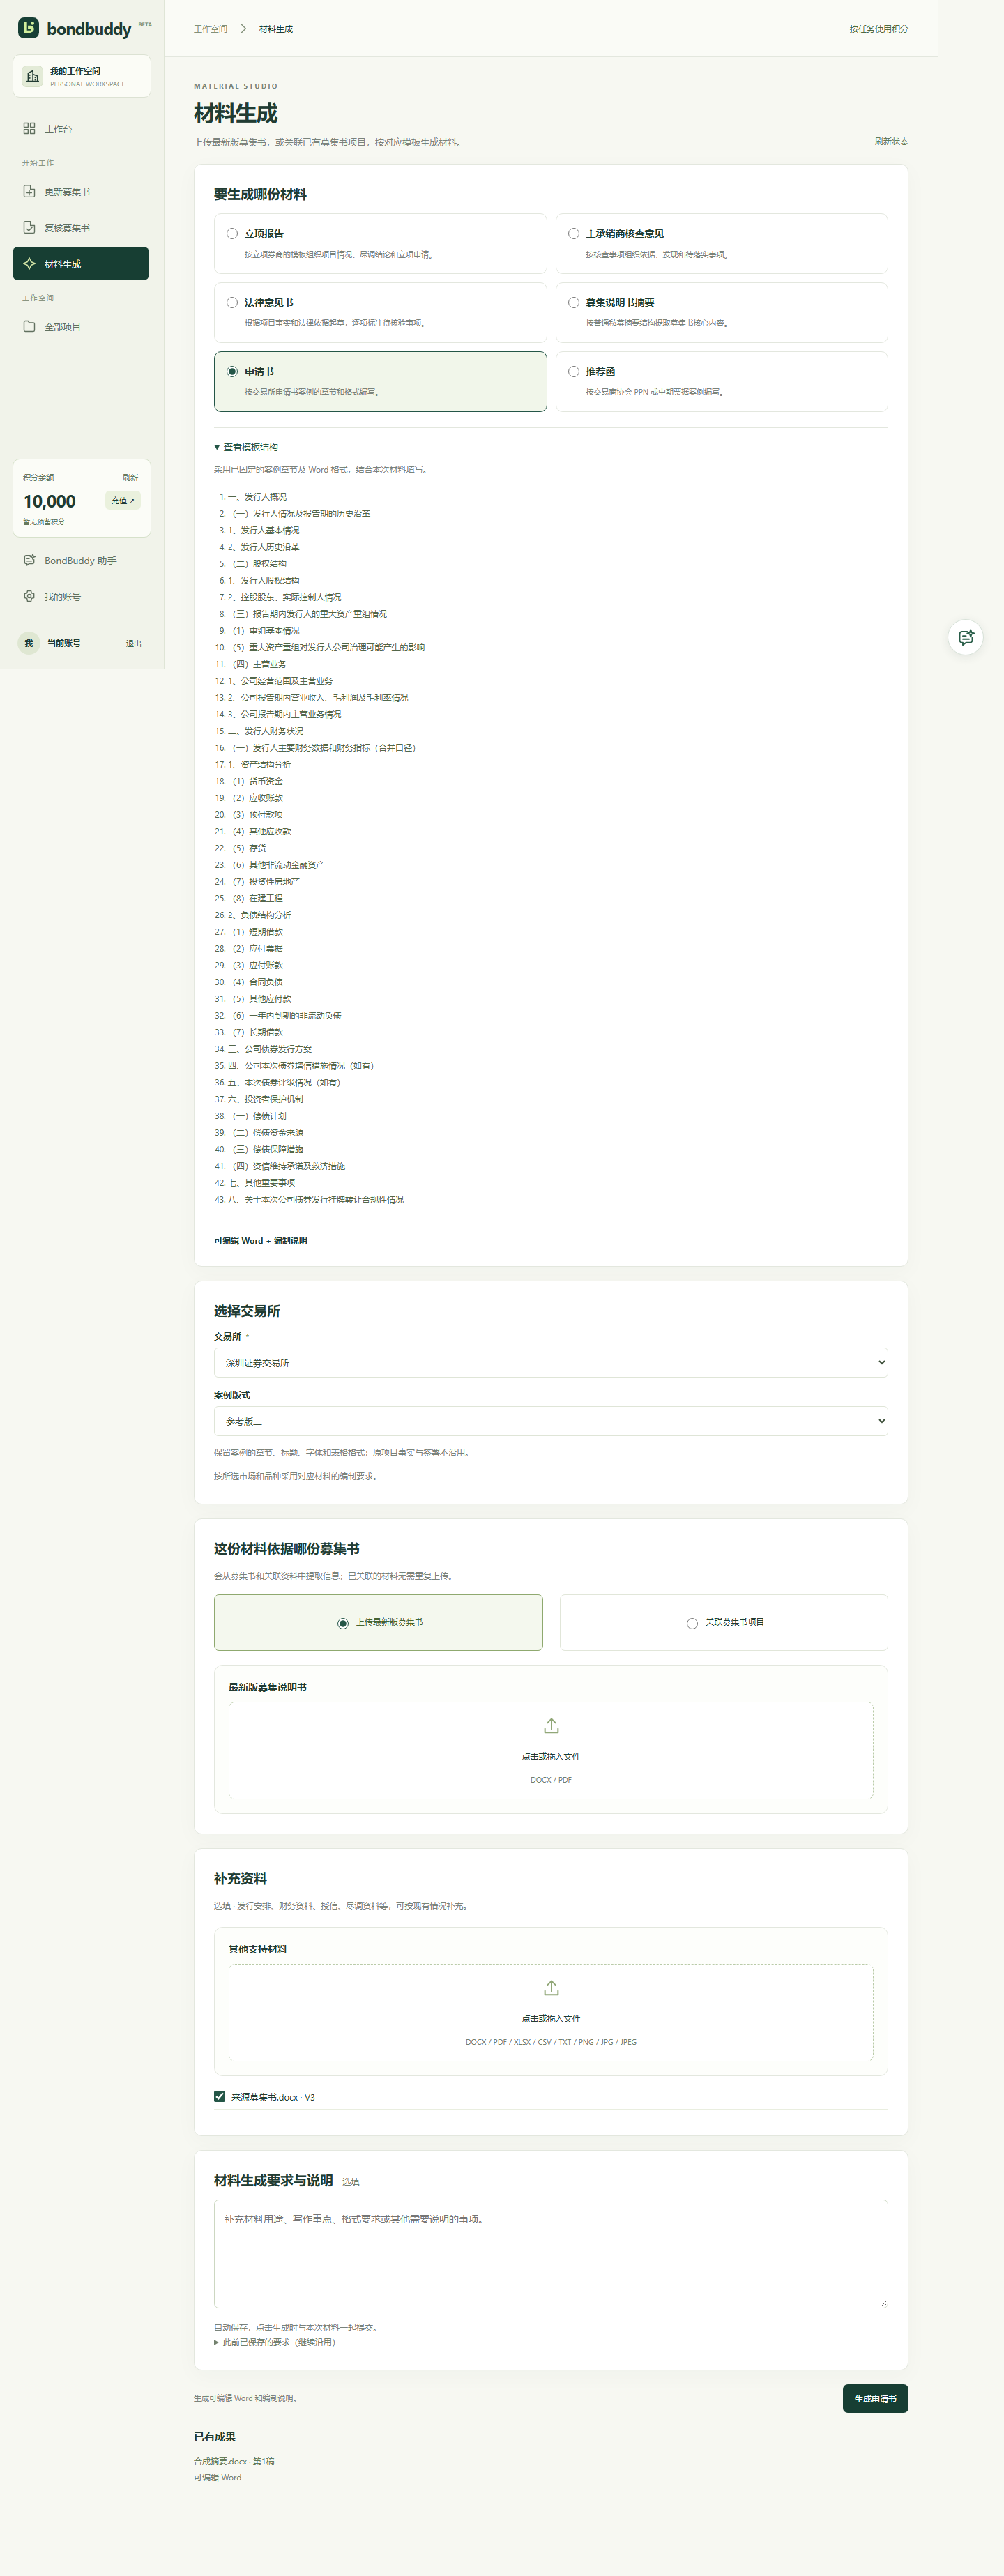 bondbuddy BETA
我的工作空间
PERSONAL WORKSPACE
工作台
开始工作
更新募集书
复核募集书
材料生成
工作空间
全部项目
积分余额 刷新
10,000 充值 ↗
暂无预留积分
BondBuddy 助手
我的账号
我 当前账号 退出
工作空间 > 材料生成 按任务使用积分
MATERIAL STUDIO
材料生成
上传最新版募集书，或关联已有募集书项目，按对应模板生成材料。 刷新状态
要生成哪份材料
立项报告
按立项券商的模板组织项目情况、尽调结论和立项申请。
主承销商核查意见
按核查事项组织依据、发现和待落实事项。
法律意见书
根据项目事实和法律依据起草，逐项标注待核验事项。
募集说明书摘要
按普通私募摘要结构提取募集书核心内容。
申请书
按交易所申请书案例的章节和格式编写。
推荐函
按交易商协会 PPN 或中期票据案例编写。
▼ 查看模板结构
采用已固定的案例章节及 Word 格式，结合本次材料填写。
1. 一、发行人概况
2. （一）发行人情况及报告期的历史沿革
3. 1、发行人基本情况
4. 2、发行人历史沿革
5. （二）股权结构
6. 1、发行人股权结构
7. 2、控股股东、实际控制人情况
8. （三）报告期内发行人的重大资产重组情况
9. （1）重组基本情况
10. （5）重大资产重组对发行人公司治理可能产生的影响
11. （四）主营业务
12. 1、公司经营范围及主营业务
13. 2、公司报告期内营业收入、毛利润及毛利率情况
14. 3、公司报告期内主营业务情况
15. 二、发行人财务状况
16. （一）发行人主要财务数据和财务指标（合并口径）
17. 1、资产结构分析
18. （1）货币资金
19. （2）应收账款
20. （3）预付款项
21. （4）其他应收款
22. （5）存货
23. （6）其他非流动金融资产
24. （7）投资性房地产
25. （8）在建工程
26. 2、负债结构分析
27. （1）短期借款
28. （2）应付票据
29. （3）应付账款
30. （4）合同负债
31. （5）其他应付款
32. （6）一年内到期的非流动负债
33. （7）长期借款
34. 三、公司债券发行方案
35. 四、公司本次债券增信措施情况（如有）
36. 五、本次债券评级情况（如有）
37. 六、投资者保护机制
38. （一）偿债计划
39. （二）偿债资金来源
40. （三）偿债保障措施
41. （四）资信维持承诺及救济措施
42. 七、其他重要事项
43. 八、关于本次公司债券发行挂牌转让合规性情况
可编辑 Word + 编制说明
选择交易所
交易所 *
深圳证券交易所
案例版式
参考版二
保留案例的章节、标题、字体和表格格式；原项目事实与签署不沿用。
按所选市场和品种采用对应材料的编制要求。
这份材料依据哪份募集书
会从募集书和关联资料中提取信息；已关联的材料无需重复上传。
上传最新版募集书
关联募集书项目
最新版募集说明书
点击或拖入文件
DOCX / PDF
补充资料
选填 · 发行安排、财务资料、授信、尽调资料等，可按现有情况补充。
其他支持材料
点击或拖入文件
DOCX / PDF / XLSX / CSV / TXT / PNG / JPG / JPEG
来源募集书.docx · V3
材料生成要求与说明 选填
补充材料用途、写作重点、格式要求或其他需要说明的事项。
自动保存，点击生成时与本次材料一起提交。
▶ 此前已保存的要求（继续沿用）
生成可编辑 Word 和编制说明。 生成申请书
已有成果
合成摘要.docx · 第1稿
可编辑 Word